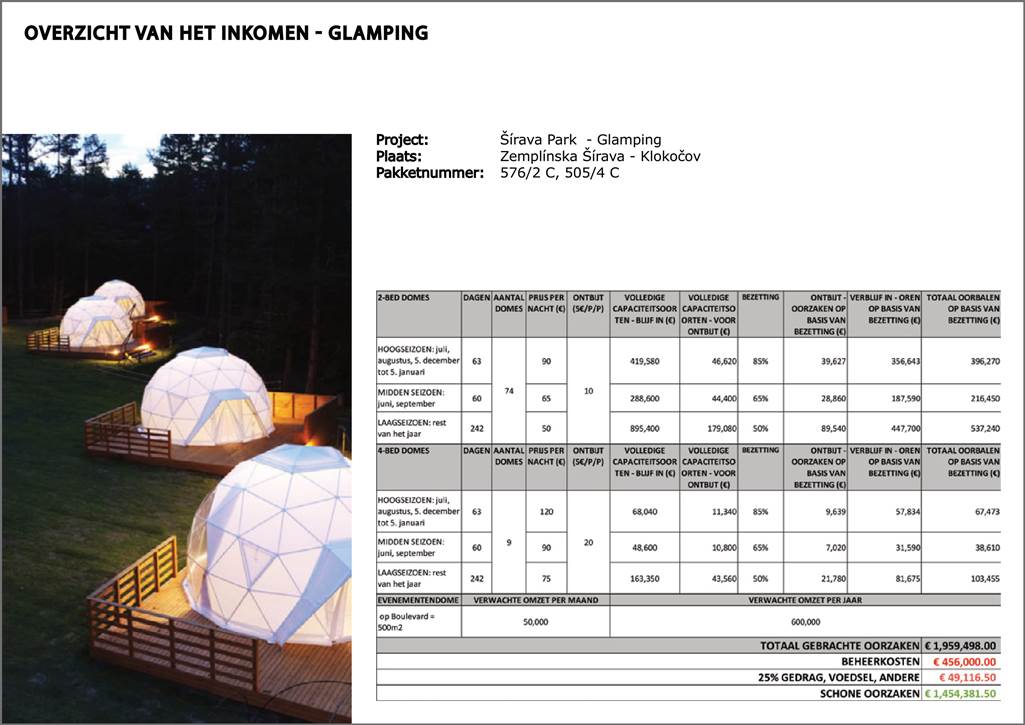 OVERZICHT VAN HET INKOMEN - GLAMPING
Project: Šírava Park - Glamping
Plaats: Zemplínska Šírava - Klokočov
Pakketnummer: 576/2 C, 505/4 C
2-BED DOMES DAGEN AANTAL PRIJS PER ONTBIJT VOLLEDIGE VOLLEDIGE BEZETTING ONTBIJT - VERBLIJF IN - OREN TOTAAL OORBALEN
DOMES NACHT (€) (5€/P/P) CAPACITEITSOOR CAPACITEITSO OORZAKEN OP OP BASIS VAN OP BASIS VAN
TEN - BLIJF IN (€) ORTEN - VOOR BASIS VAN BEZETTING (€) BEZETTING (€)
ONTBIJT (€) BEZETTING (€)
HOOGSEIZOEN: juli,
augustus, 5. december 63 90 419,580 46,620 85% 39,627 356,643 396,270
tot 5. januari
74 10
MIDDEN SEIZOEN:
juni, september 60 65 288,600 44,400 65% 28,860 187,590 216,450
LAAGSEIZOEN: rest
van het jaar 242 50 895,400 179,080 50% 89,540 447,700 537,240
4-BED DOMES DAGEN AANTAL PRIJS PER ONTBIJT VOLLEDIGE VOLLEDIGE BEZETTING ONTBIJT - VERBLIJF IN - OREN TOTAAL OORBALEN
DOMES NACHT (€) (5€/P/P) CAPACITEITSOOR CAPACITEITSO OORZAKEN OP OP BASIS VAN OP BASIS VAN
TEN - BLIJF IN (€) ORTEN - VOOR BASIS VAN BEZETTING (€) BEZETTING (€)
ONTBIJT (€) BEZETTING (€)
HOOGSEIZOEN: juli,
augustus, 5. december 63 120 68,040 11,340 85% 9,639 57,834 67,473
tot 5. januari
9 20
MIDDEN SEIZOEN:
juni, september 60 90 48,600 10,800 65% 7,020 31,590 38,610
LAAGSEIZOEN: rest
van het jaar 242 75 163,350 43,560 50% 21,780 81,675 103,455
EVENEMENTENDOME VERWACHTE OMZET PER MAAND VERWACHTE OMZET PER JAAR
op Boulevard =
500m2 50,000 600,000
TOTAAL GEBRACHTE OORZAKEN € 1,959,498.00
BEHEERKOSTEN € 456,000.00
25% GEDRAG, VOEDSEL, ANDERE € 49,116.50
SCHONE OORZAKEN € 1,454,381.50